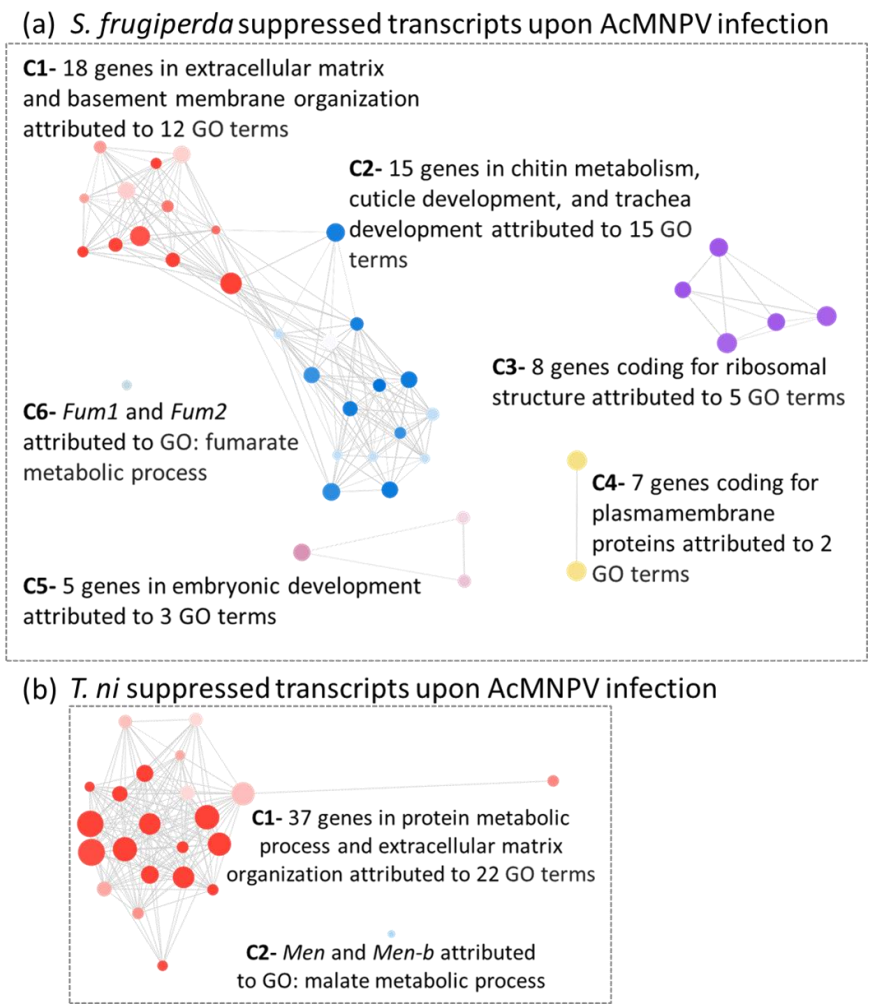 (a) S. frugiperda suppressed transcripts upon AcMNPV infection
C1- 18 genes in extracellular matrix
and basement membrane organization
attributed to 12 GO terms
C2- 15 genes in chitin metabolism,
cuticle development, and trachea
development attributed to 15 GO
terms
C3- 8 genes coding for ribosomal
structure attributed to 5 GO terms
C6- Fum1 and Fum2
attributed to GO: fumarate
metabolic process
C4- 7 genes coding for
plasmamembrane
proteins attributed to 2
GO terms
C5- 5 genes in embryonic development
attributed to 3 GO terms
(b) T. ni suppressed transcripts upon AcMNPV infection
C1- 37 genes in protein metabolic
process and extracellular matrix
organization attributed to 22 GO terms
C2- Men and Men-b attributed
to GO: malate metabolic process